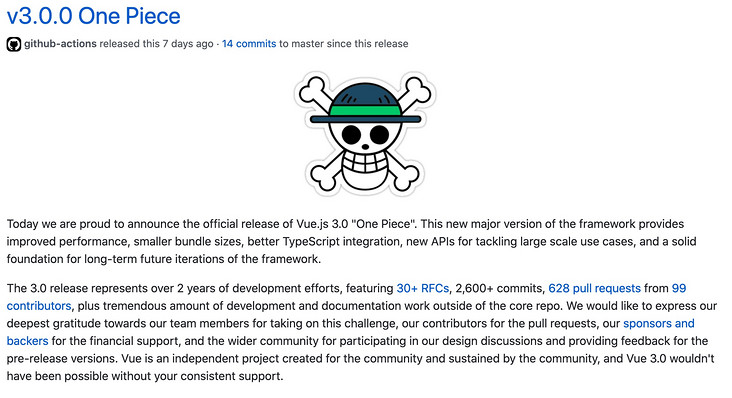 v3.0.0 One Piece
github-actions released this 7 days ago · 14 commits to master since this release
Today we are proud to announce the official release of Vue.js 3.0 "One Piece". This new major version of the framework provides
improved performance, smaller bundle sizes, better TypeScript integration, new APIs for tackling large scale use cases, and a solid
foundation for long-term future iterations of the framework.
The 3.0 release represents over 2 years of development efforts, featuring 30+ RFCs, 2,600+ commits, 628 pull requests from 99
contributors, plus tremendous amount of development and documentation work outside of the core repo. We would like to express our
deepest gratitude towards our team members for taking on this challenge, our contributors for the pull requests, our sponsors and
backers for the financial support, and the wider community for participating in our design discussions and providing feedback for the
pre-release versions. Vue is an independent project created for the community and sustained by the community, and Vue 3.0 wouldn't
have been possible without your consistent support.